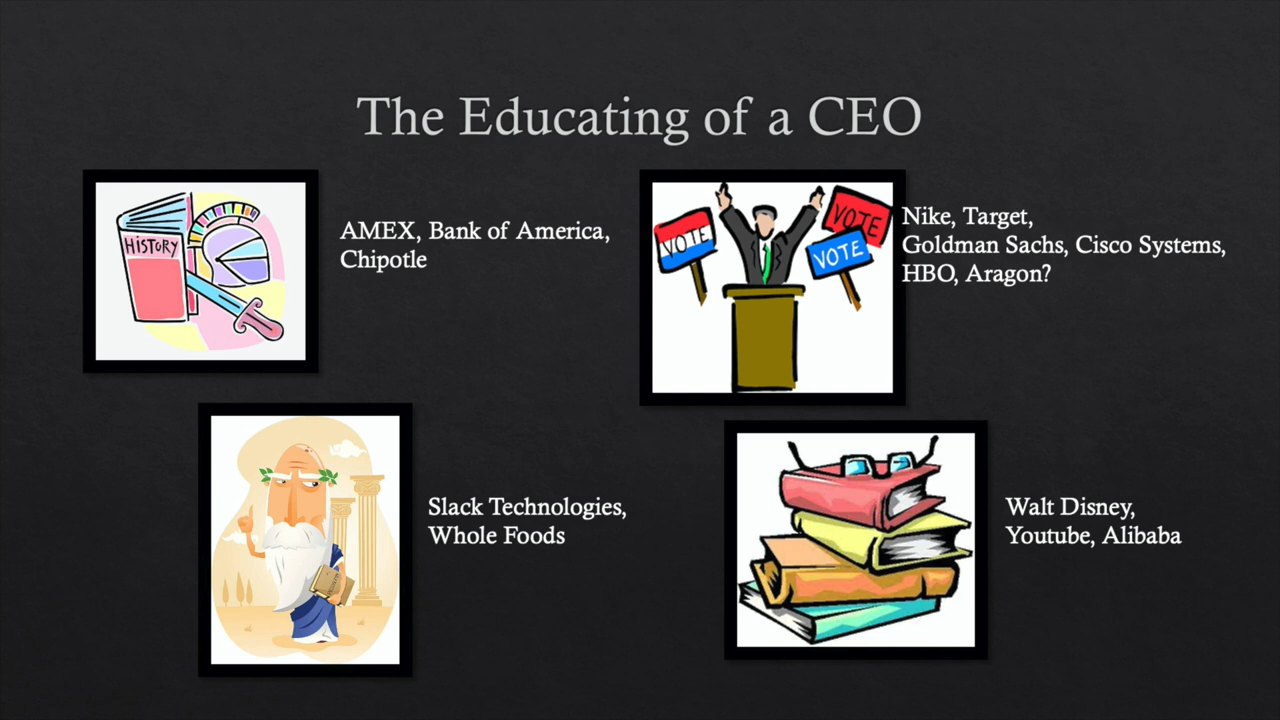 The Educating of a CEO
HISTORY
AMEX, Bank of America,
Chipotle
VOTE
VOTE
VOTE
Nike, Target,
Goldman Sachs, Cisco Systems,
HBO, Aragon?
Slack Technologies,
Whole Foods
Walt Disney,
Youtube, Alibaba